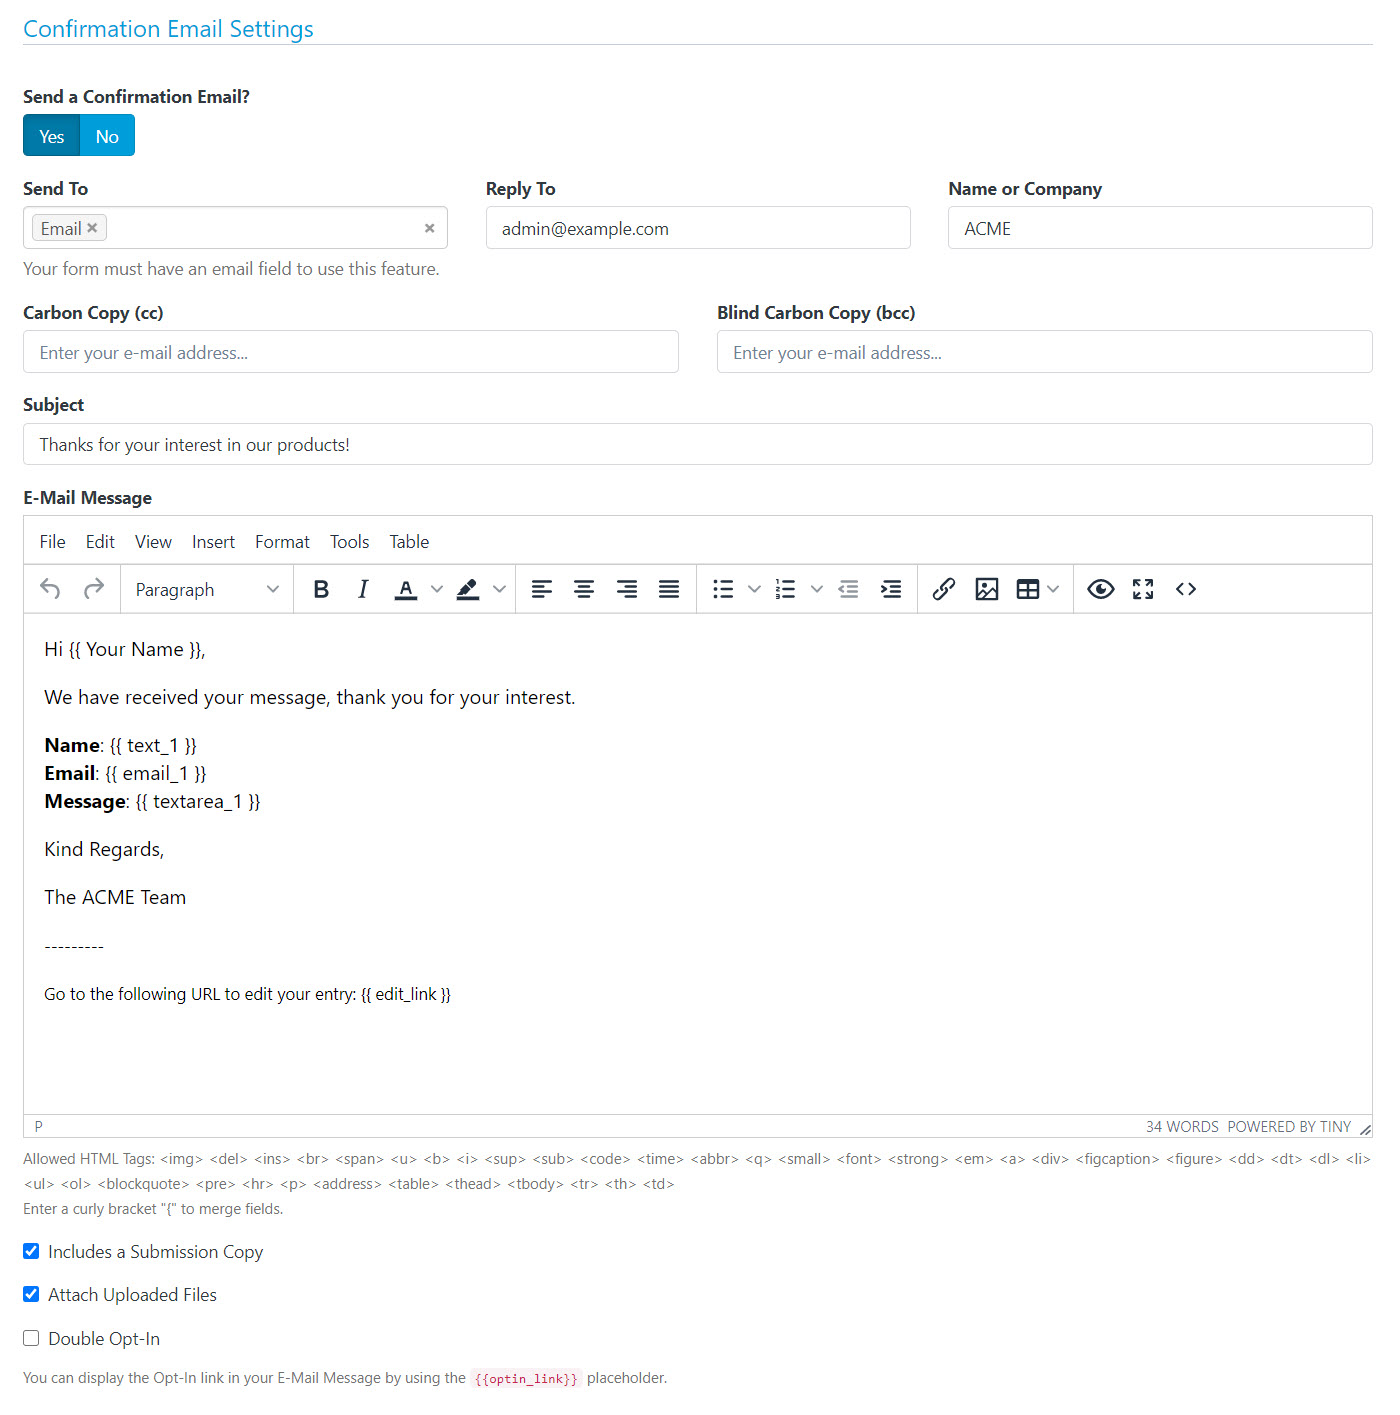 Confirmation Email Settings
Send a Confirmation Email?
Yes No
Send To Reply To Name or Company
Email × × admin@example.com ACME
Your form must have an email field to use this feature.
Carbon Copy (cc) Blind Carbon Copy (bcc)
Enter your e-mail address... Enter your e-mail address...
Subject
Thanks for your interest in our products!
E-Mail Message
File Edit View Insert Format Tools Table
Paragraph B I A
Hi {{ Your Name }},
We have received your message, thank you for your interest.
Name: {{ text_1 }}
Email: {{ email_1 }}
Message: {{ textarea_1 }}
Kind Regards,
The ACME Team
---------
Go to the following URL to edit your entry: {{ edit_link }}
P 34 WORDS POWERED BY TINY
Allowed HTML Tags: <img> <del> <ins> <br> <span> <u> <b> <i> <sup> <sub> <code> <time> <abbr> <q> <small> <font> <strong> <em> <a> <div> <figcaption> <figure> <dd> <dt> <dl> <li>
<ul> <ol> <blockquote> <pre> <hr> <p> <address> <table> <thead> <tbody> <tr> <th> <td>
Enter a curly bracket "{" to merge fields.
Includes a Submission Copy
Attach Uploaded Files
Double Opt-In
You can display the Opt-In link in your E-Mail Message by using the {{optin_link}} placeholder.